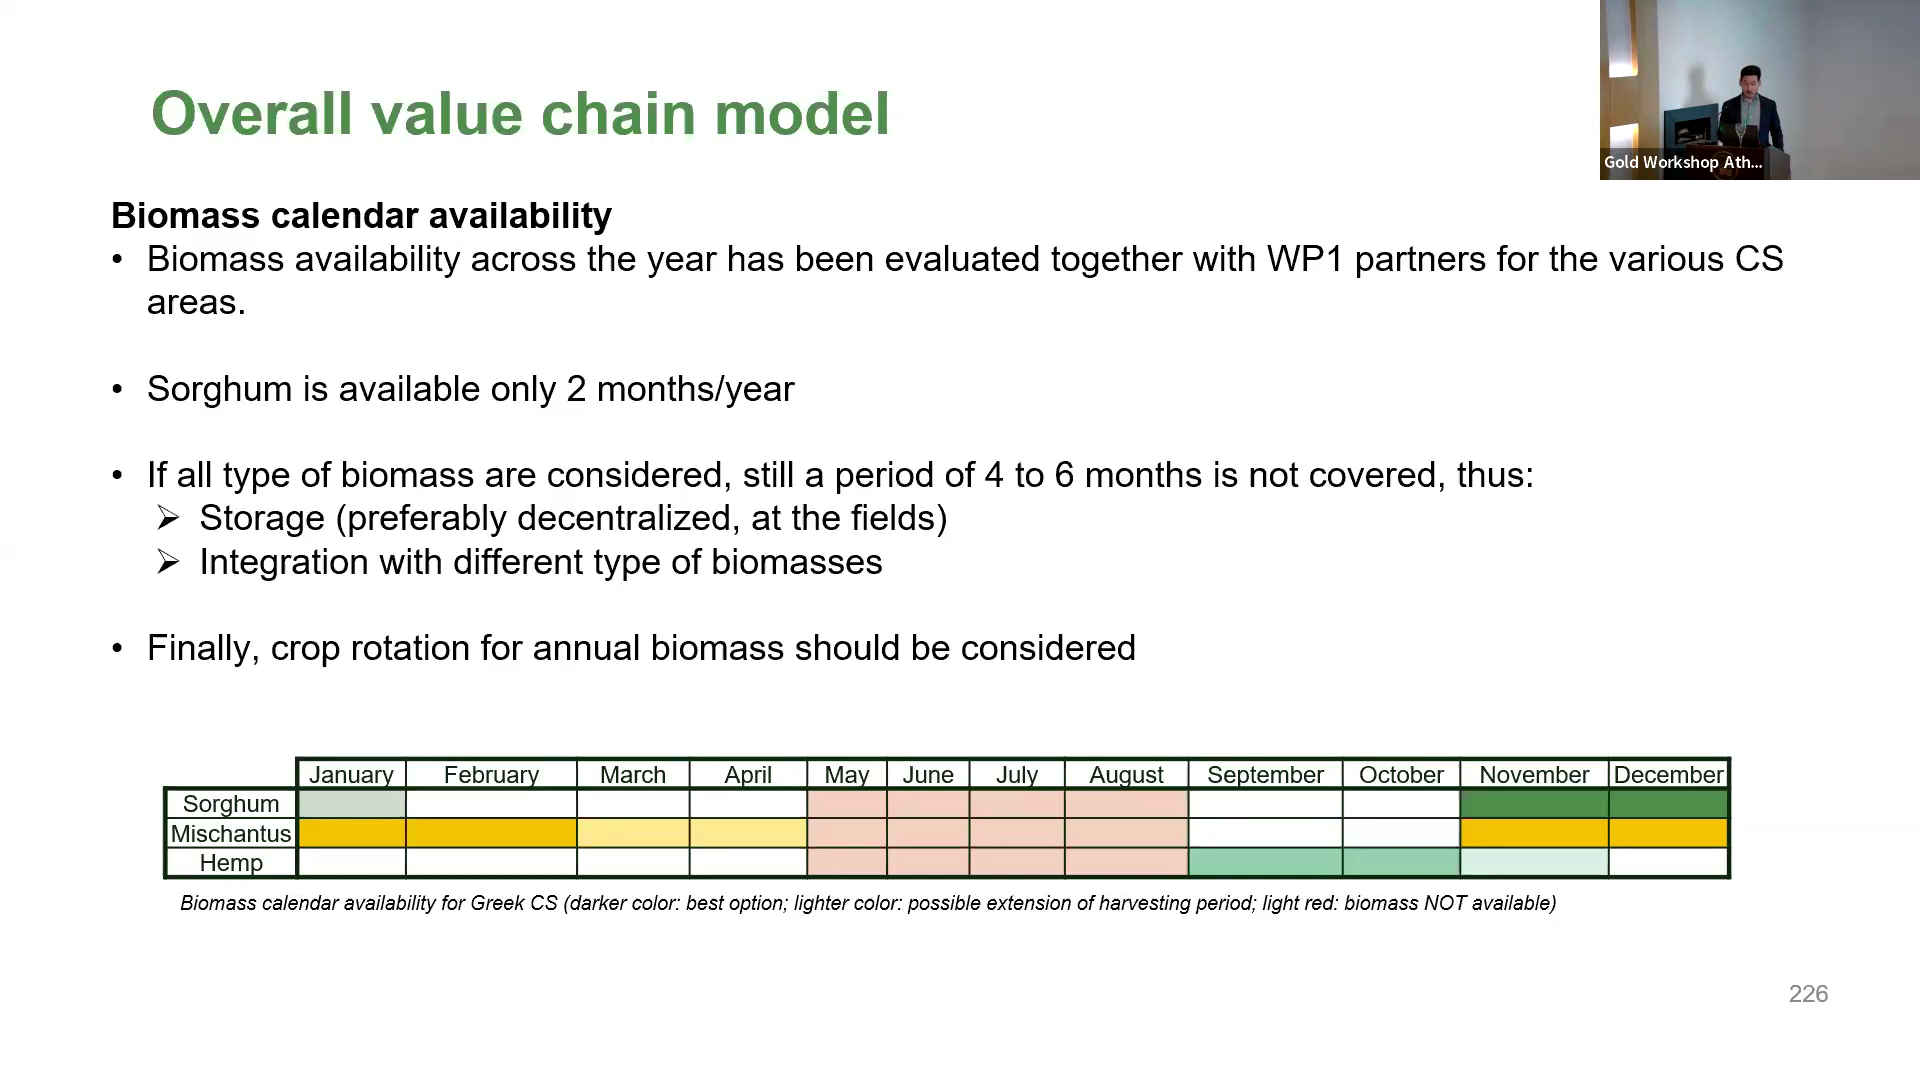 Overall value chain model
Gold Workshop Ath...
Biomass calendar availability
• Biomass availability across the year has been evaluated together with WP1 partners for the various CS
areas.
• Sorghum is available only 2 months/year
• If all type of biomass are considered, still a period of 4 to 6 months is not covered, thus:
➢ Storage (preferably decentralized, at the fields)
➢ Integration with different type of biomasses
• Finally, crop rotation for annual biomass should be considered
January February March April May June July August September October November December
Sorghum
Mischantus
Hemp
Biomass calendar availability for Greek CS (darker color: best option; lighter color: possible extension of harvesting period; light red: biomass NOT available)
226